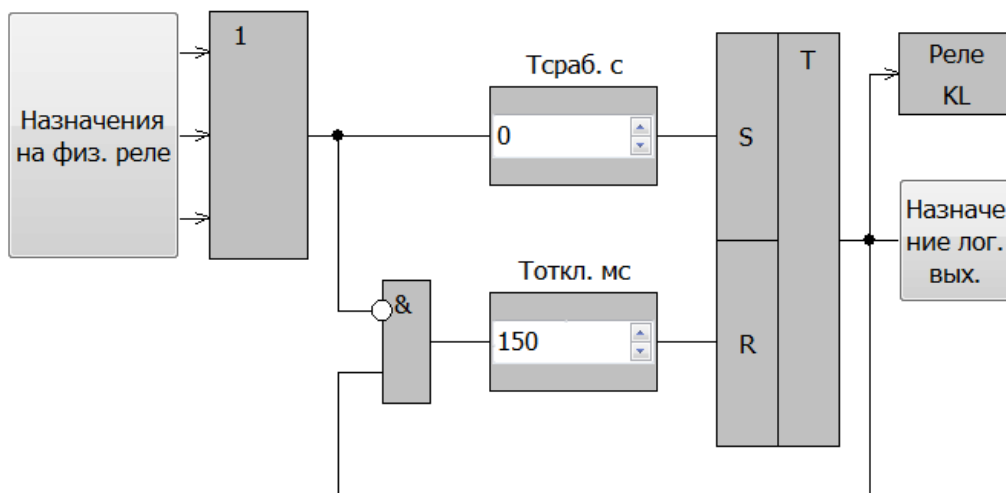 Назначения
на физ. реле
1
Тсраб. с
0
S
T
Реле
KL
Назначе
ние лог.
вых.
&
Тоткл. мс
150
R